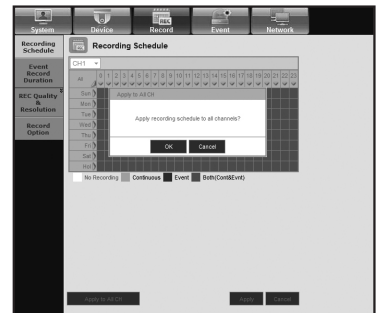 System Device Record Event Network
Recording Schedule
Recording
Schedule
Event
Record
Duration
REC Quality
&
Resolution
Record
Option
CH1
All 0 1 2 3 4 5 6 7 8 9 10 11 12 13 14 15 16 17 18 19 20 21 22 23
Sun
Mon
Tue
Wed
Thu
Fri
Sat
Hol
Apply to All CH
Apply recording schedule to all channels?
OK Cancel
No Recording Continuous Event Both(Cont&Evnt)
Apply to All CH Apply Cancel